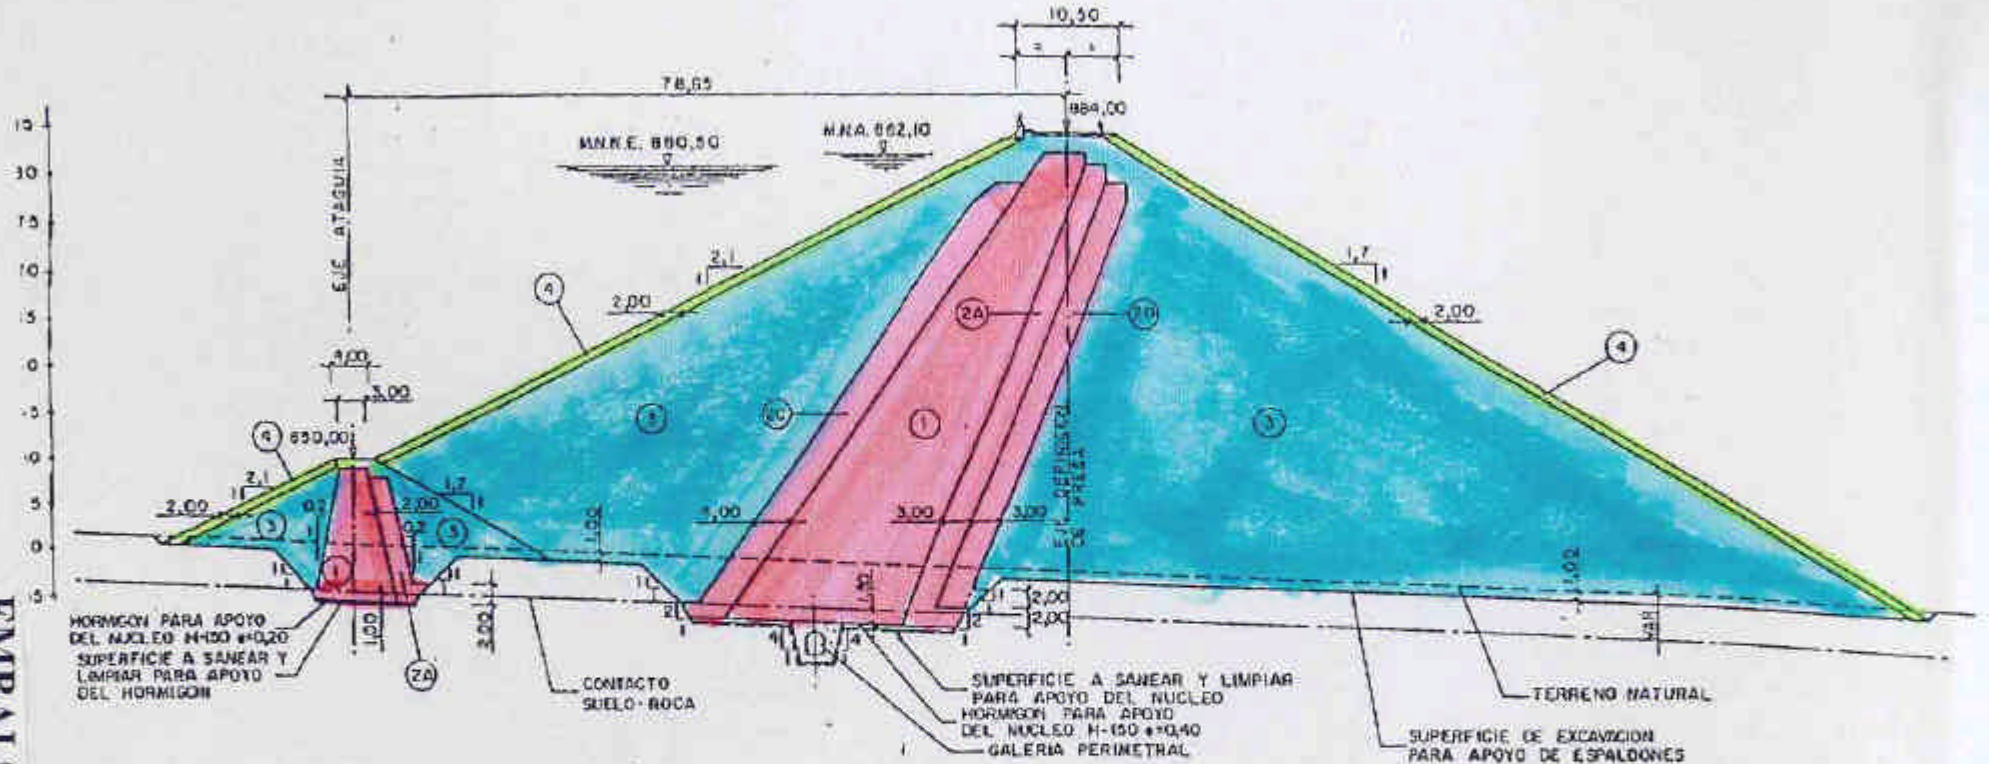 10,50
78,65
884,00
M.N.N.E. 880,50
M.N.A. 882,10
EJE ATAGUIA
2,1
1
1,7
1
4
2,00
2A
2B
2,00
4
4,00
3,00
3
2C
1
3
4
850,00
EJE DEFINIDOR
DE PRESA
2,1
1
1,7
1
2,00
0,2
2,00
0,2
3
3
1,00
3,00
3,00
3,00
1
1,00
2,00
2,00
VAR
HORMIGON PARA APOYO
DEL NUCLEO H-150 e=0,20
SUPERFICIE A SANEAR Y
LIMPIAR PARA APOYO
DEL HORMIGON
1,00
2A
2,00
CONTACTO
SUELO-ROCA
SUPERFICIE A SANEAR Y LIMPIAR
PARA APOYO DEL NUCLEO
HORMIGON PARA APOYO
DEL NUCLEO H-150 e=0,40
GALERIA PERIMETRAL
TERRENO NATURAL
SUPERFICIE DE EXCAVACION
PARA APOYO DE ESPALDONES